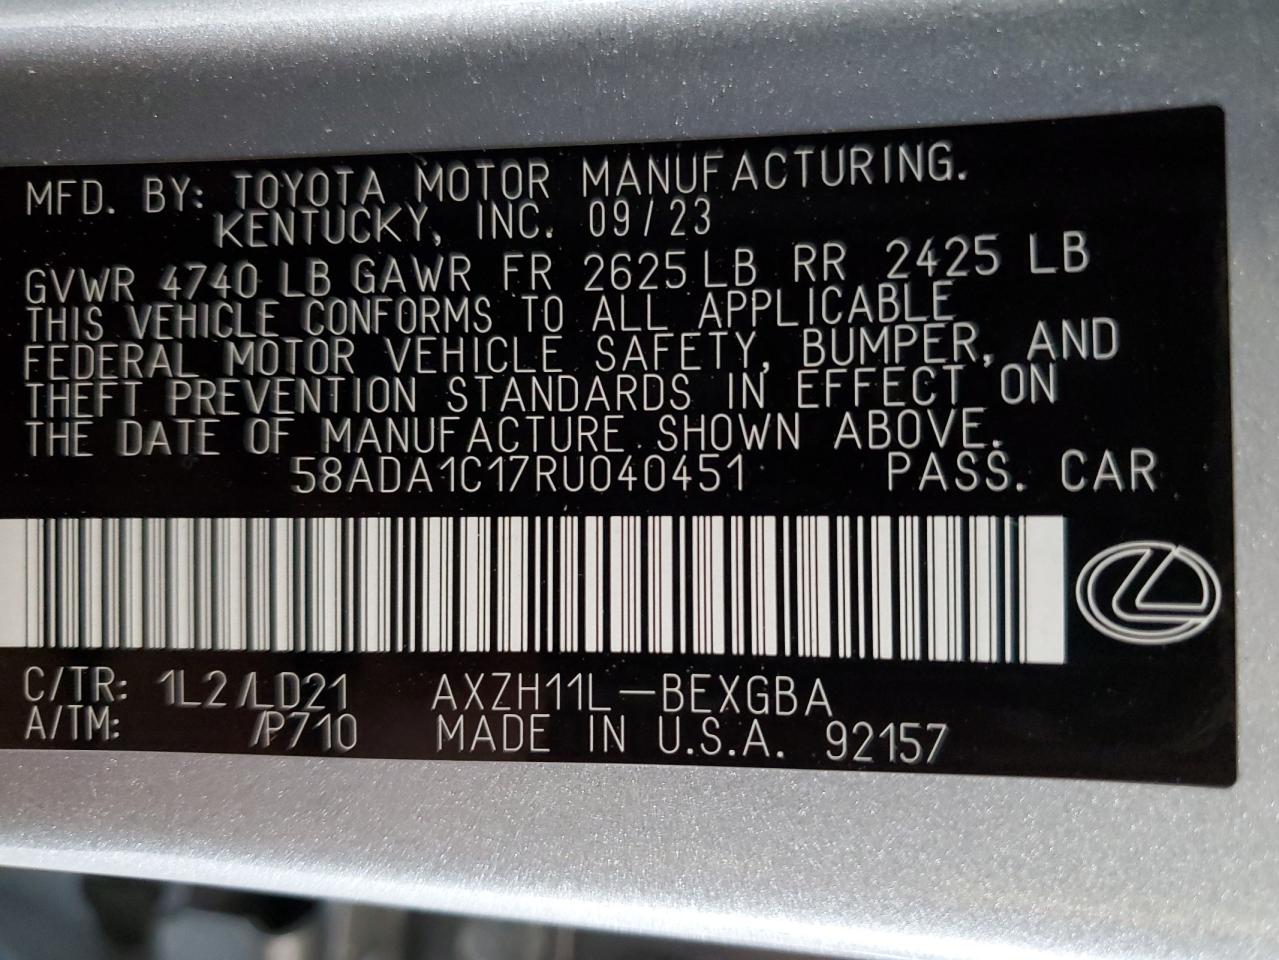 MFD. BY: TOYOTA MOTOR MANUFACTURING.
KENTUCKY, INC. 09/23
GVWR 4740 LB GAWR FR 2625 LB RR 2425 LB
THIS VEHICLE CONFORMS TO ALL APPLICABLE
FEDERAL MOTOR VEHICLE SAFETY, BUMPER, AND
THEFT PREVENTION STANDARDS IN EFFECT ON
THE DATE OF MANUFACTURE SHOWN ABOVE.
58ADA1C17RU040451 PASS. CAR
C/TR: 1L2/LD21 AXZH11L-BEXGBA
A/TM: /P710 MADE IN U.S.A. 92157